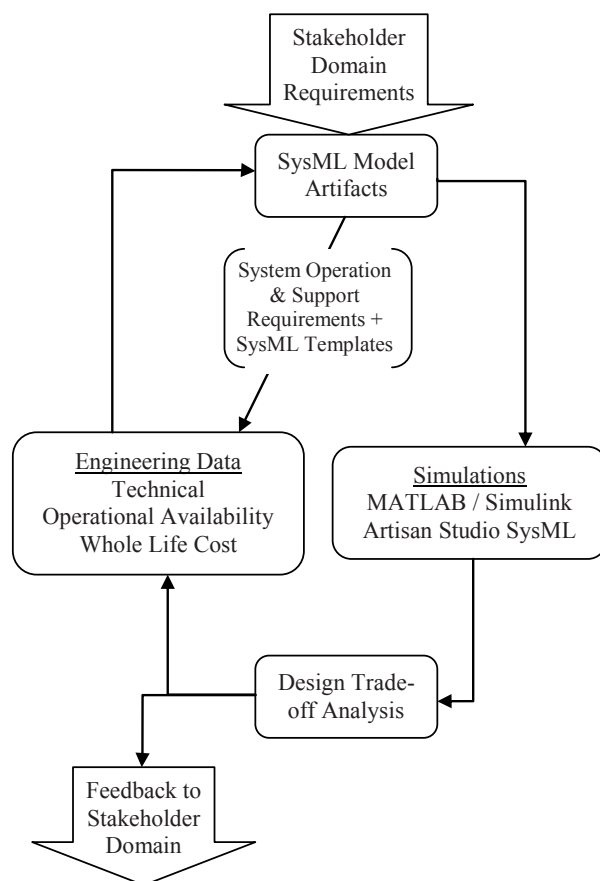 Stakeholder
Domain
Requirements
SysML Model
Artifacts
System Operation
& Support
Requirements +
SysML Templates
Engineering Data
Technical
Operational Availability
Whole Life Cost
Simulations
MATLAB / Simulink
Artisan Studio SysML
Design Trade-
off Analysis
Feedback to
Stakeholder
Domain